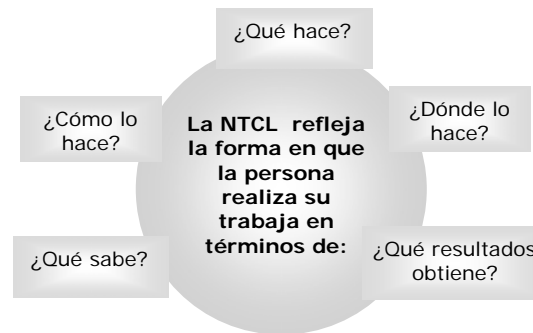 ¿Qué hace?
¿Cómo lo
hace?
La NTCL refleja
la forma en que
la persona
realiza su
trabaja en
términos de:
¿Dónde lo
hace?
¿Qué sabe?
¿Qué resultados
obtiene?